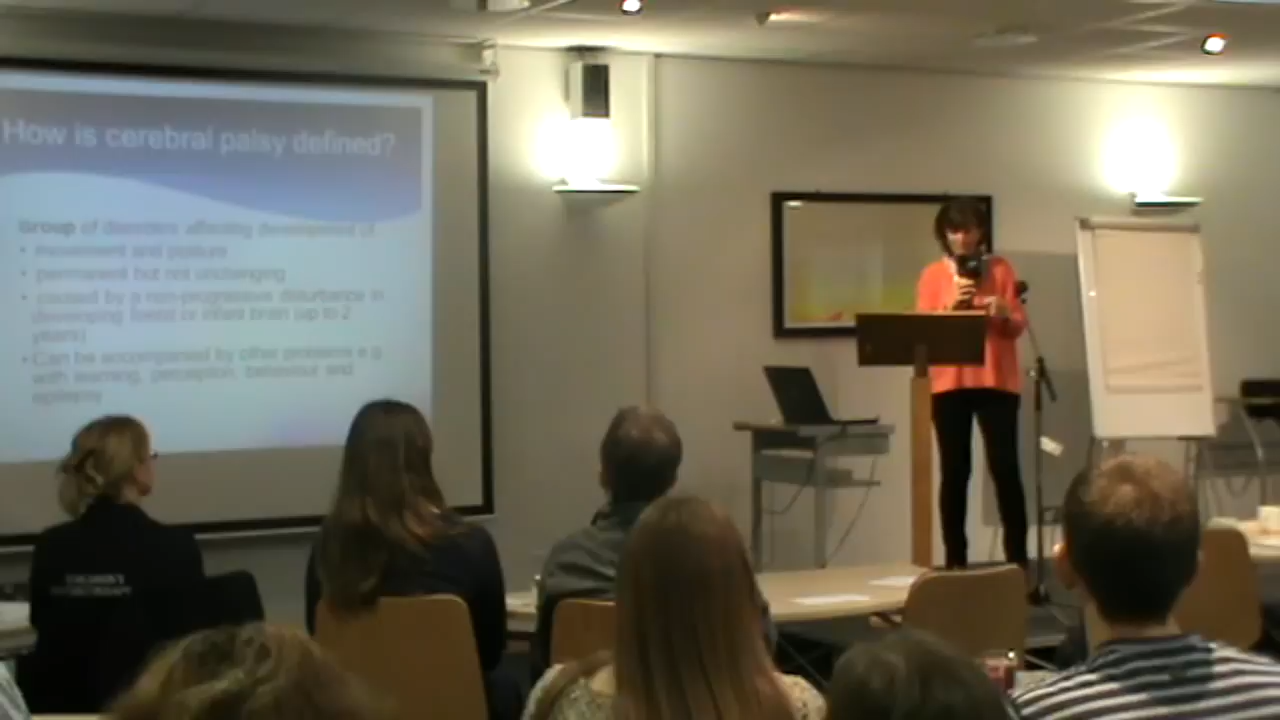 How is cerebral palsy defined?
Group of disorders affecting development of
• movement and posture
• permanent but not unchanging
• caused by a non-progressive disturbance in
developing foetal or infant brain (up to 2
years)
• Can be accompanied by other problems e.g.
with learning, perception, behaviour and
epilepsy
CHILDREN'S
PHYSIOTHERAPY